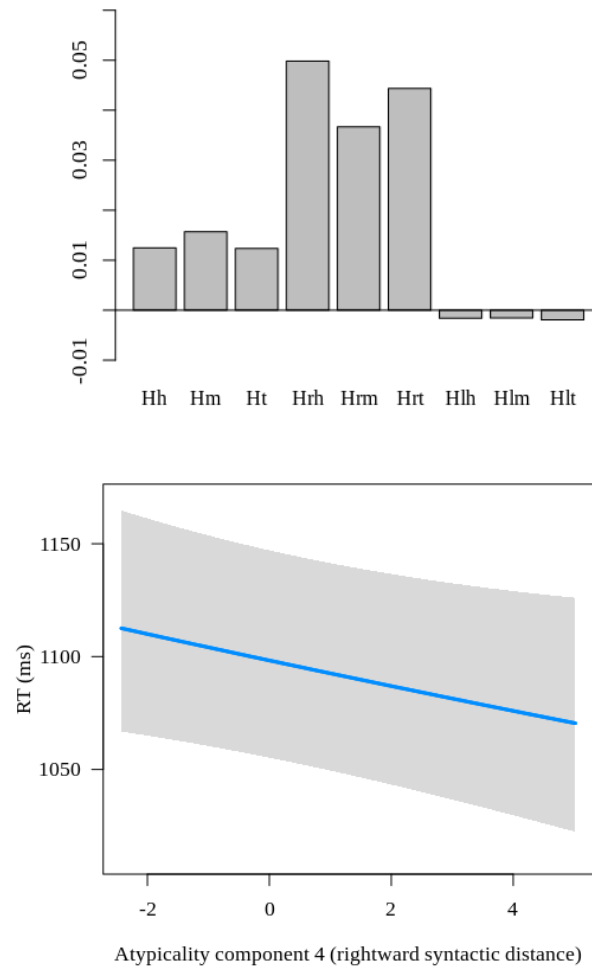 0.05
0.03
0.01
-0.01
Hh Hm Ht Hrh Hrm Hrt Hlh Hlm Hlt
1150
1100
1050
RT (ms)
-2 0 2 4
Atypicality component 4 (rightward syntactic distance)